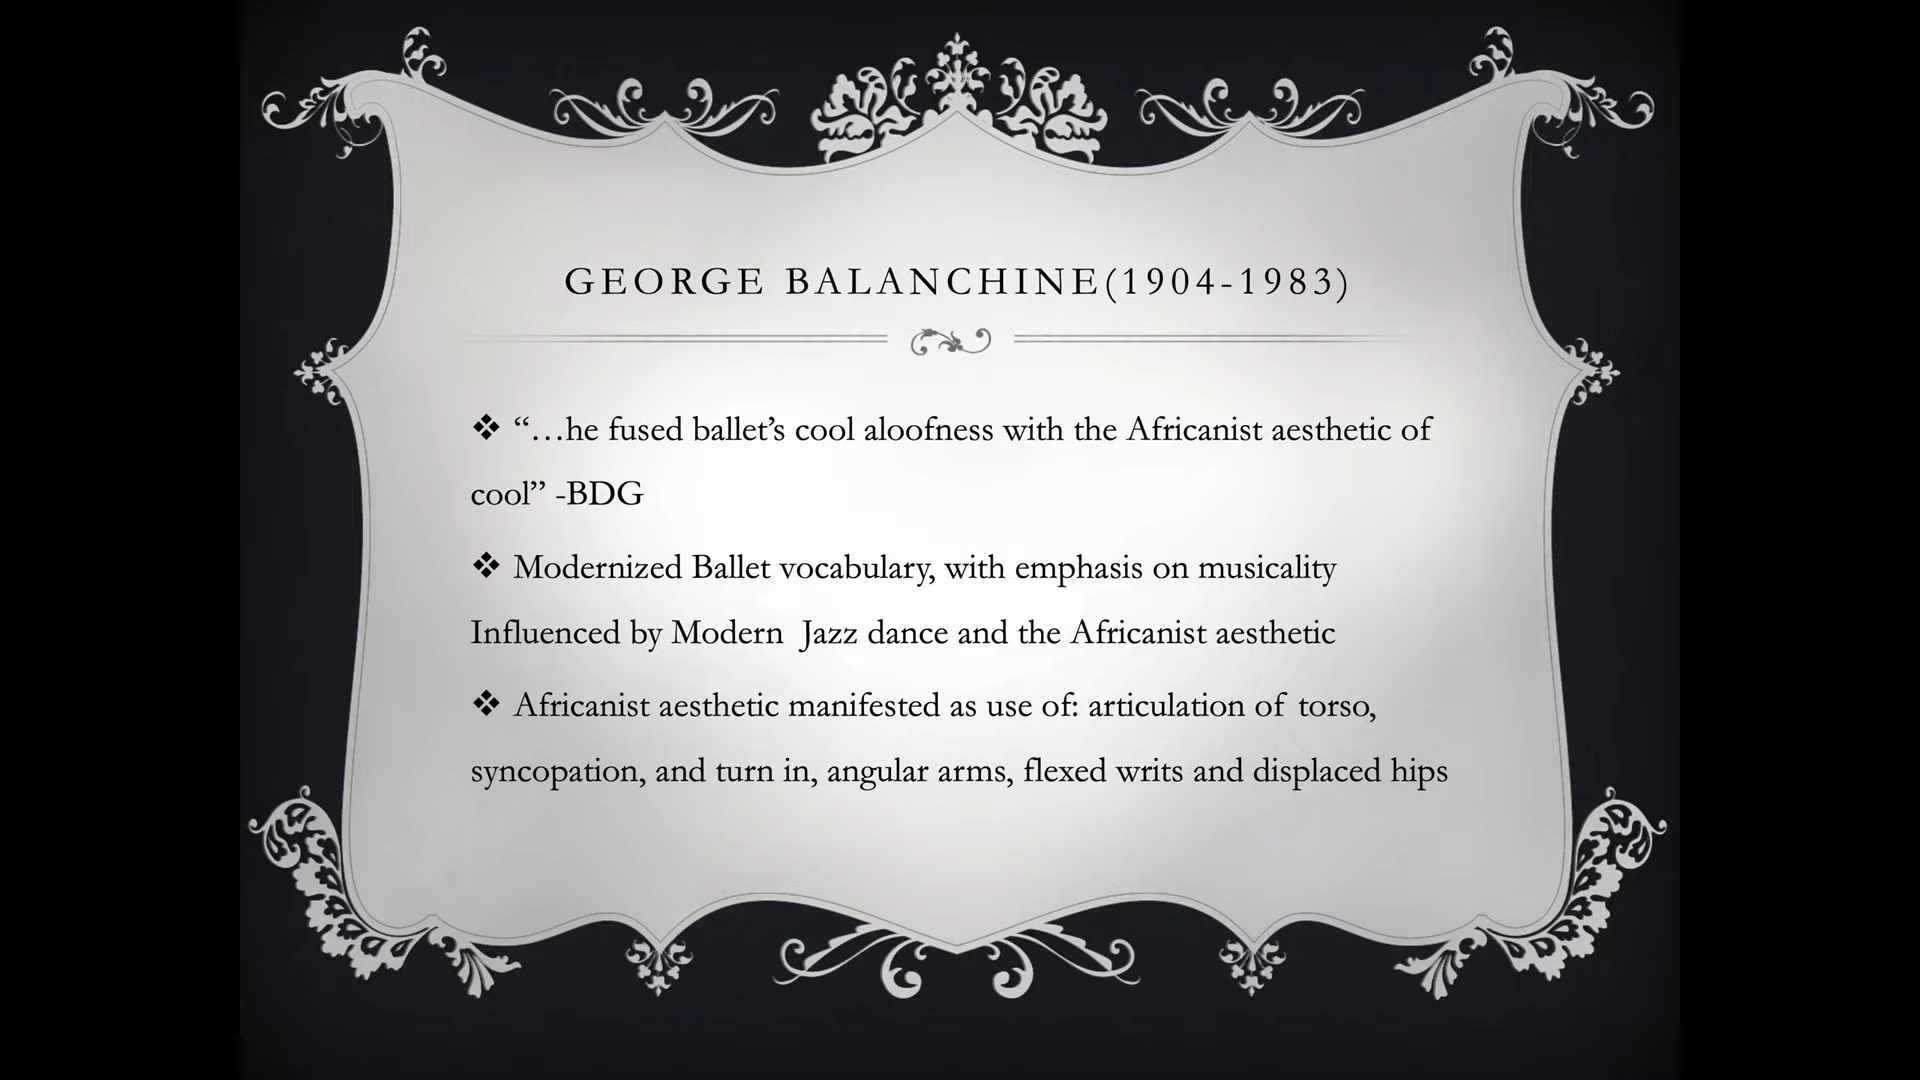 GEORGE BALANCHINE(1904-1983)
❖ “…he fused ballet’s cool aloofness with the Africanist aesthetic of
cool” -BDG
❖ Modernized Ballet vocabulary, with emphasis on musicality
Influenced by Modern  Jazz dance and the Africanist aesthetic
❖ Africanist aesthetic manifested as use of: articulation of torso,
syncopation, and turn in, angular arms, flexed writs and displaced hips